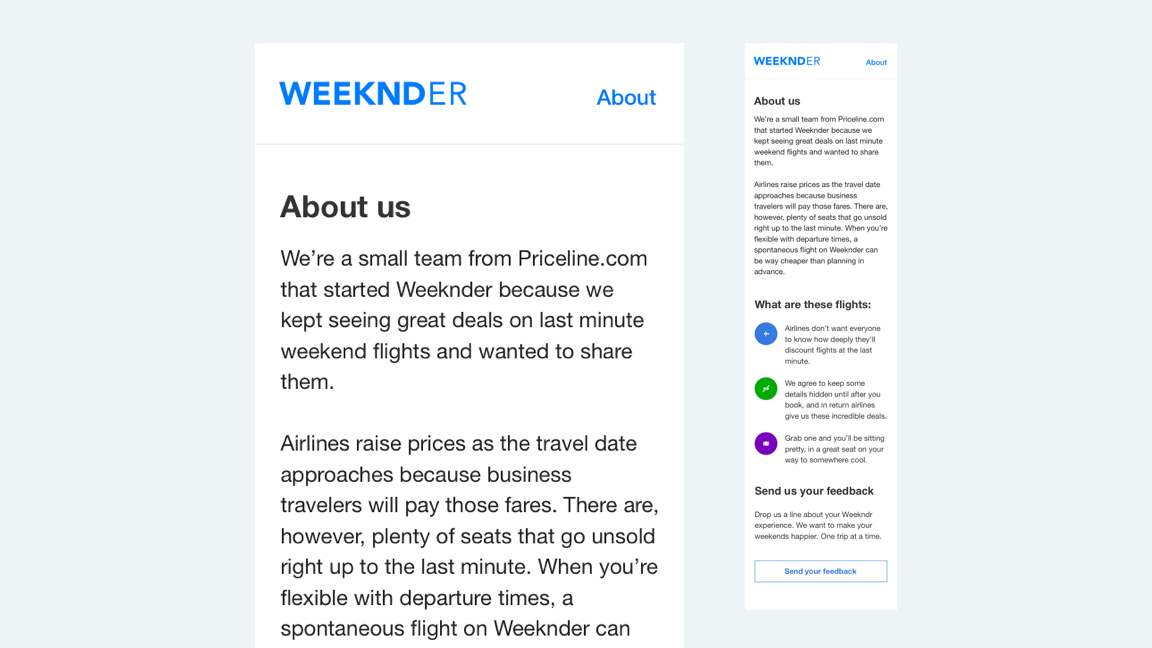 WEEKNDER
About
About us
We’re a small team from Priceline.com
that started Weeknder because we
kept seeing great deals on last minute
weekend flights and wanted to share
them.
Airlines raise prices as the travel date
approaches because business
travelers will pay those fares. There are,
however, plenty of seats that go unsold
right up to the last minute. When you’re
flexible with departure times, a
spontaneous flight on Weeknder can
WEEKNDER
About
About us
We’re a small team from Priceline.com
that started Weeknder because we
kept seeing great deals on last minute
weekend flights and wanted to share
them.
Airlines raise prices as the travel date
approaches because business
travelers will pay those fares. There are,
however, plenty of seats that go unsold
right up to the last minute. When you’re
flexible with departure times, a
spontaneous flight on Weeknder can
be way cheaper than planning in
advance.
What are these flights:
Airlines don’t want everyone
to know how deeply they’ll
discount flights at the last
minute.
We agree to keep some
details hidden until after you
book, and in return airlines
give us these incredible deals.
Grab one and you’ll be sitting
pretty, in a great seat on your
way to somewhere cool.
Send us your feedback
Drop us a line about your Weekndr
experience. We want to make your
weekends happier. One trip at a time.
Send your feedback